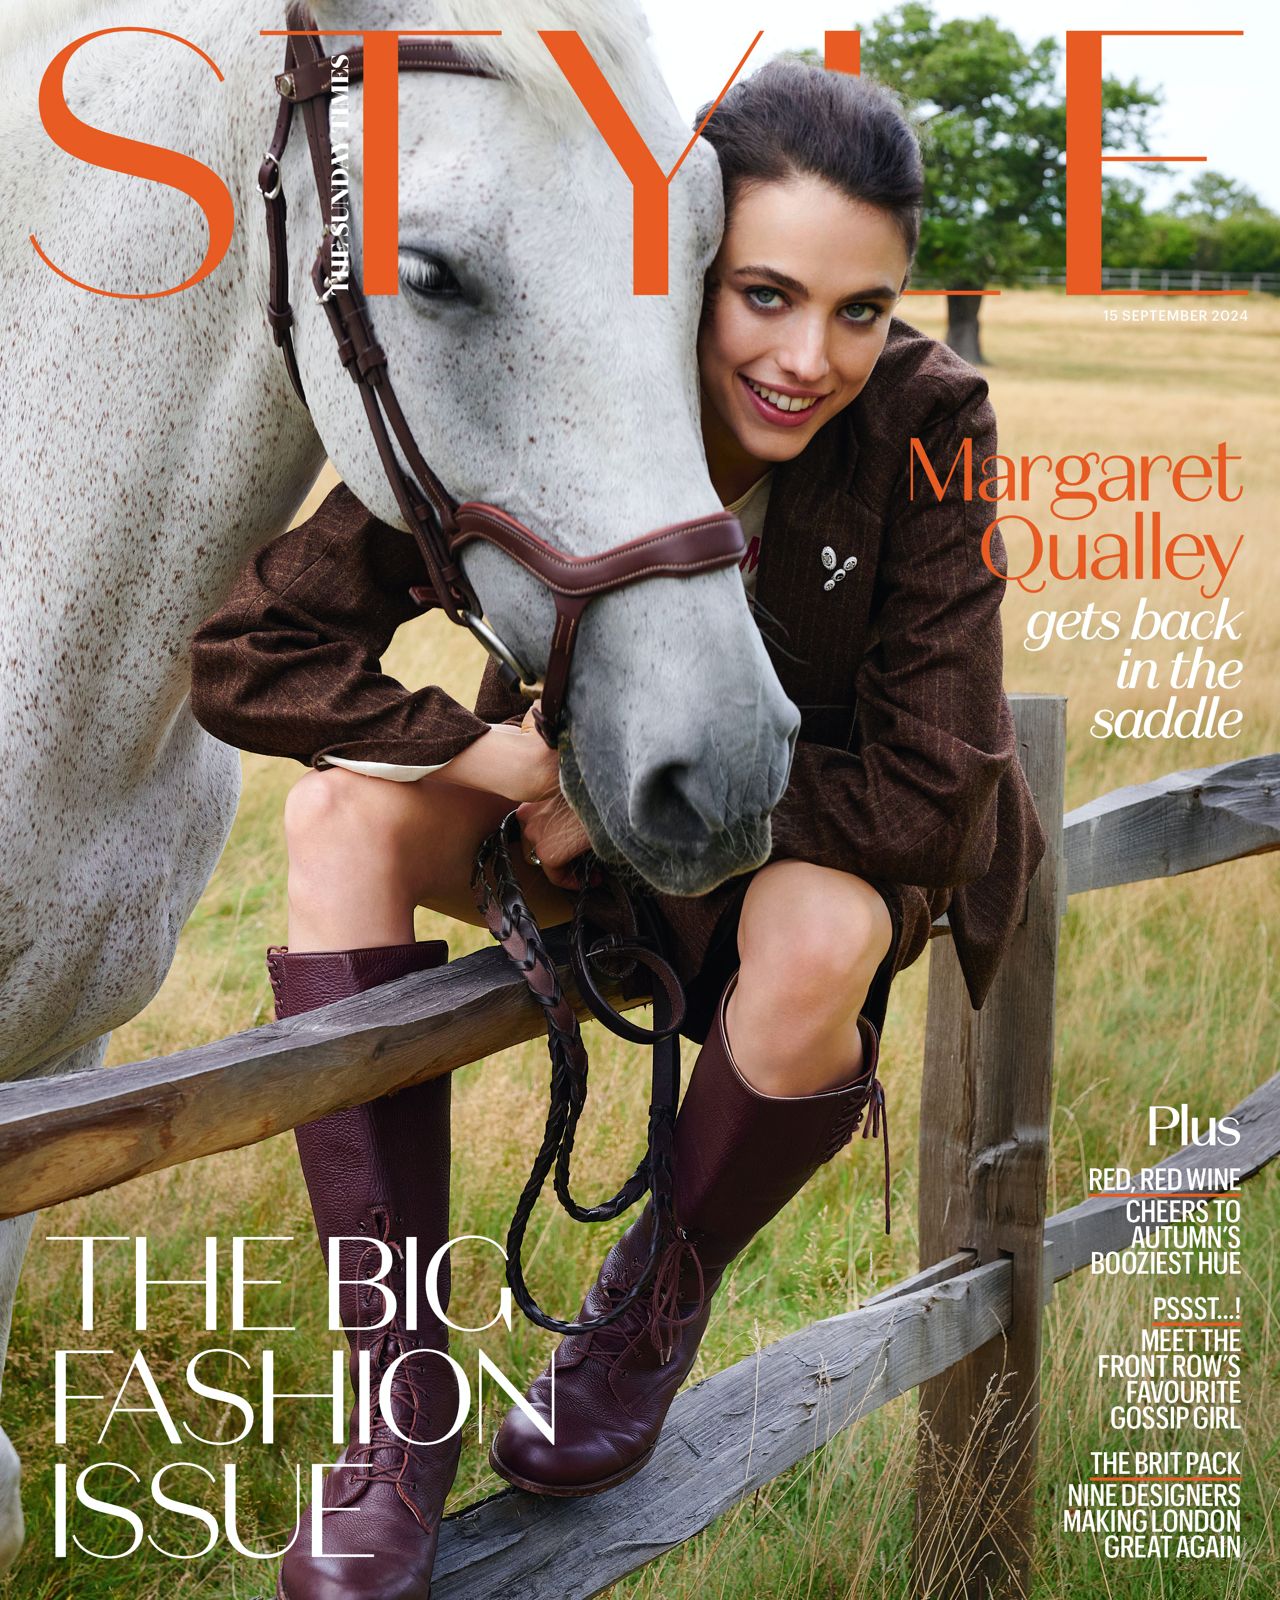 STYLE
THE SUNDAY TIMES
15 SEPTEMBER 2024
Margaret
Qualley
gets back
in the
saddle
Plus
RED, RED WINE
CHEERS TO
AUTUMN'S
BOOZIEST HUE
PSSST...!
MEET THE
FRONT ROW'S
FAVOURITE
GOSSIP GIRL
THE BRIT PACK
NINE DESIGNERS
MAKING LONDON
GREAT AGAIN
THE BIG
FASHION
ISSUE